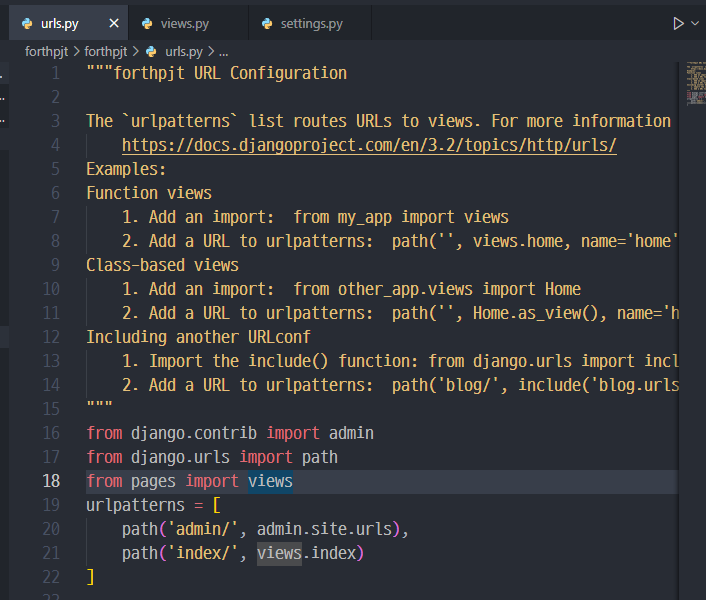 urls.py × views.py settings.py
forthpjt > forthpjt > urls.py > ...
1 """forthpjt URL Configuration
2
3 The `urlpatterns` list routes URLs to views. For more information
4 https://docs.djangoproject.com/en/3.2/topics/http/urls/
5 Examples:
6 Function views
7 1. Add an import:  from my_app import views
8 2. Add a URL to urlpatterns:  path('', views.home, name='home'
9 Class-based views
10 1. Add an import:  from other_app.views import Home
11 2. Add a URL to urlpatterns:  path('', Home.as_view(), name='h
12 Including another URLconf
13 1. Import the include() function: from django.urls import incl
14 2. Add a URL to urlpatterns:  path('blog/', include('blog.urls
15 """
16 from django.contrib import admin
17 from django.urls import path
18 from pages import views
19 urlpatterns = [
20 path('admin/', admin.site.urls),
21 path('index/', views.index)
22 ]